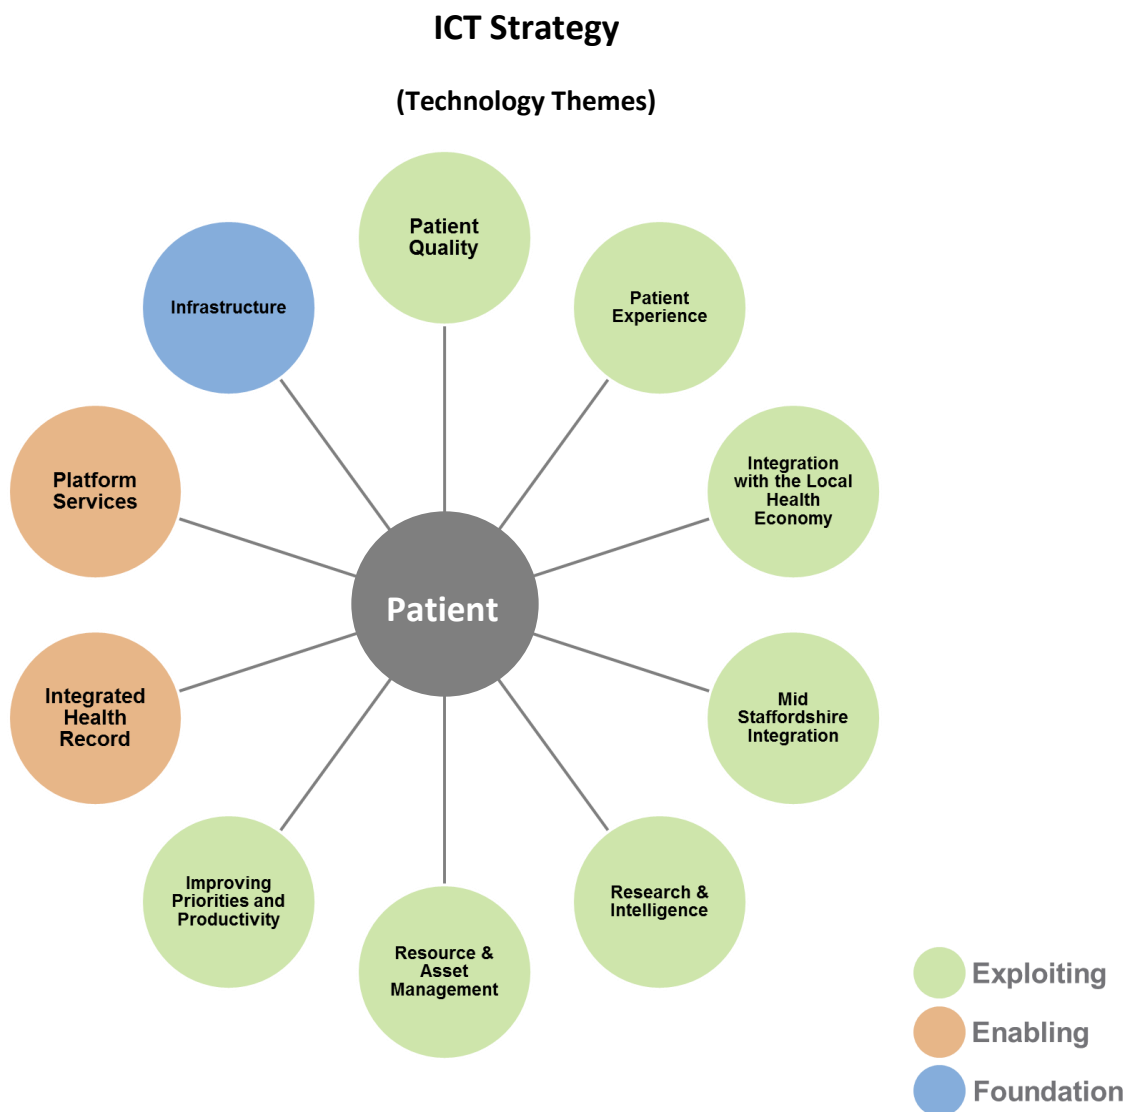 ICT Strategy
(Technology Themes)
Patient
Quality
Patient
Experience
Integration
with the Local
Health
Economy
Mid
Staffordshire
Integration
Research &
Intelligence
Resource &
Asset
Management
Improving
Priorities and
Productivity
Integrated
Health
Record
Platform
Services
Infrastructure
Patient
Exploiting
Enabling
Foundation